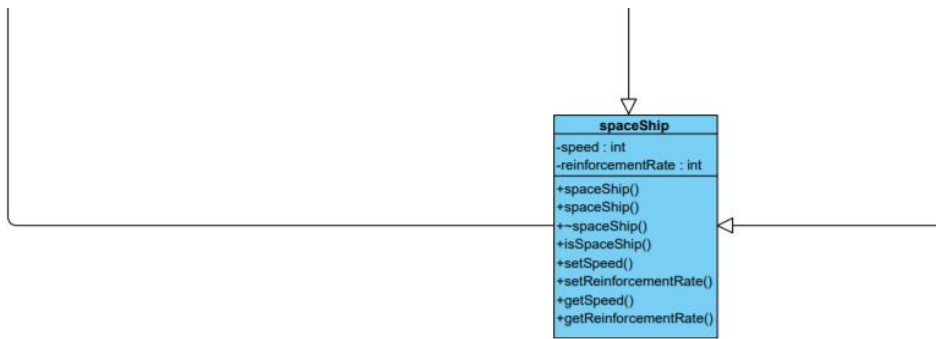 spaceShip
-speed : int
-reinforcementRate : int
+spaceShip()
+spaceShip()
+~spaceShip()
+isSpaceShip()
+setSpeed()
+setReinforcementRate()
+getSpeed()
+getReinforcementRate()